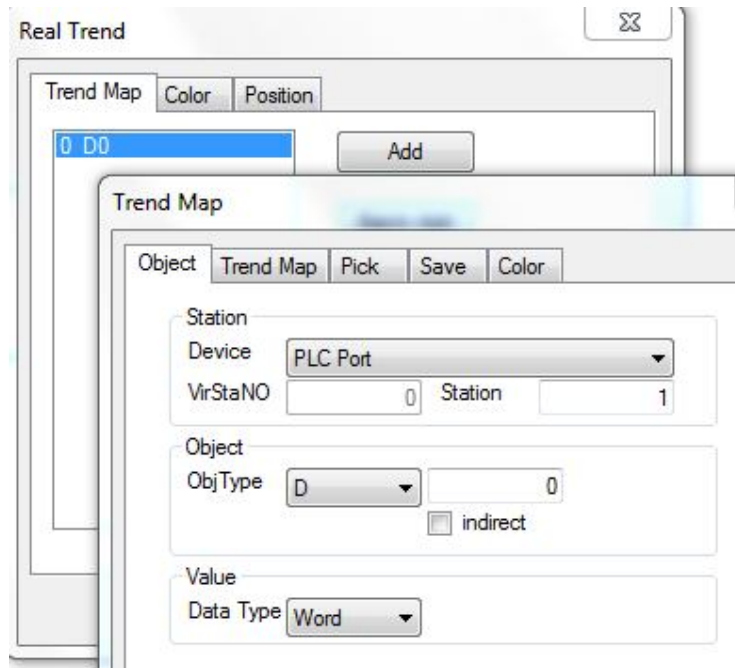 Real Trend
Trend Map Color Position
0 D0
Add
Trend Map
Object Trend Map Pick Save Color
Station
Device PLC Port
VirStaNO 0 Station 1
Object
ObjType D 0
indirect
Value
Data Type Word